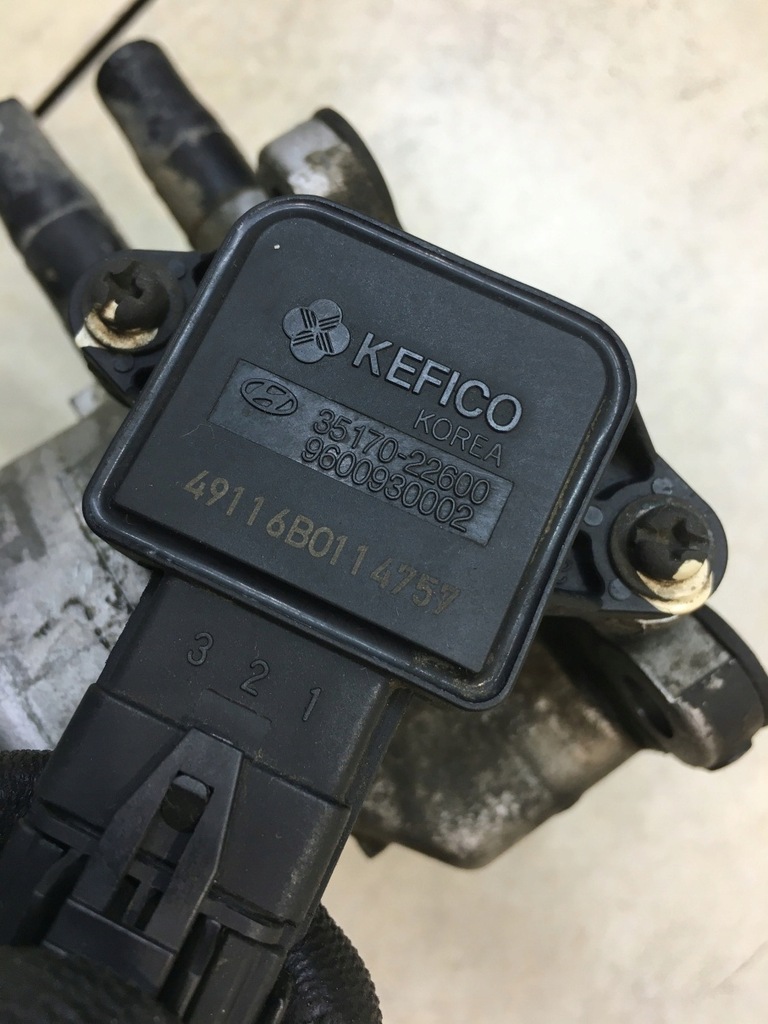 KEFICO
KOREA
35170-22600
9600930002
49116B0114757
3 2 1